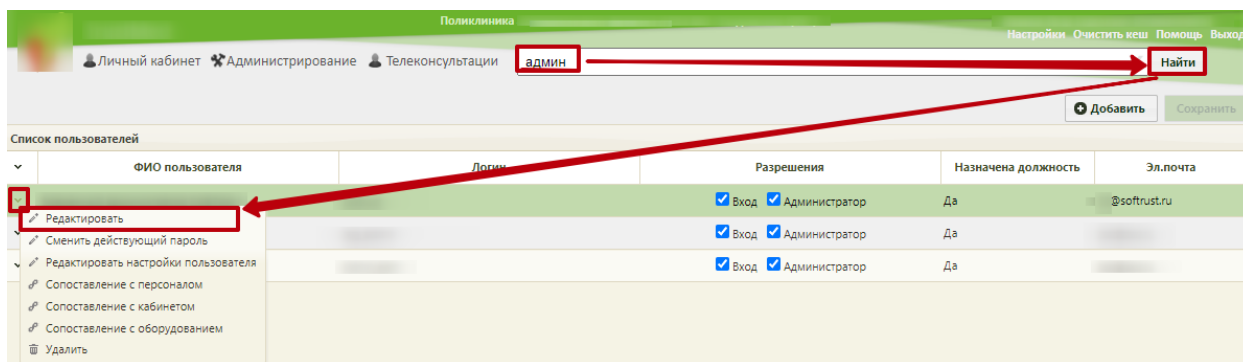 Поликлиника
Настройки Очистить кеш Помощь Выход
Личный кабинет Администрирование Телеконсультации админ Найти
Добавить Сохранить
Список пользователей
ФИО пользователя Логин Разрешения Назначена должность Эл.почта
Вход Администратор Да @softrust.ru
Редактировать
Сменить действующий пароль Вход Администратор Да
Редактировать настройки пользователя Вход Администратор Да
Сопоставление с персоналом
Сопоставление с кабинетом
Сопоставление с оборудованием
Удалить